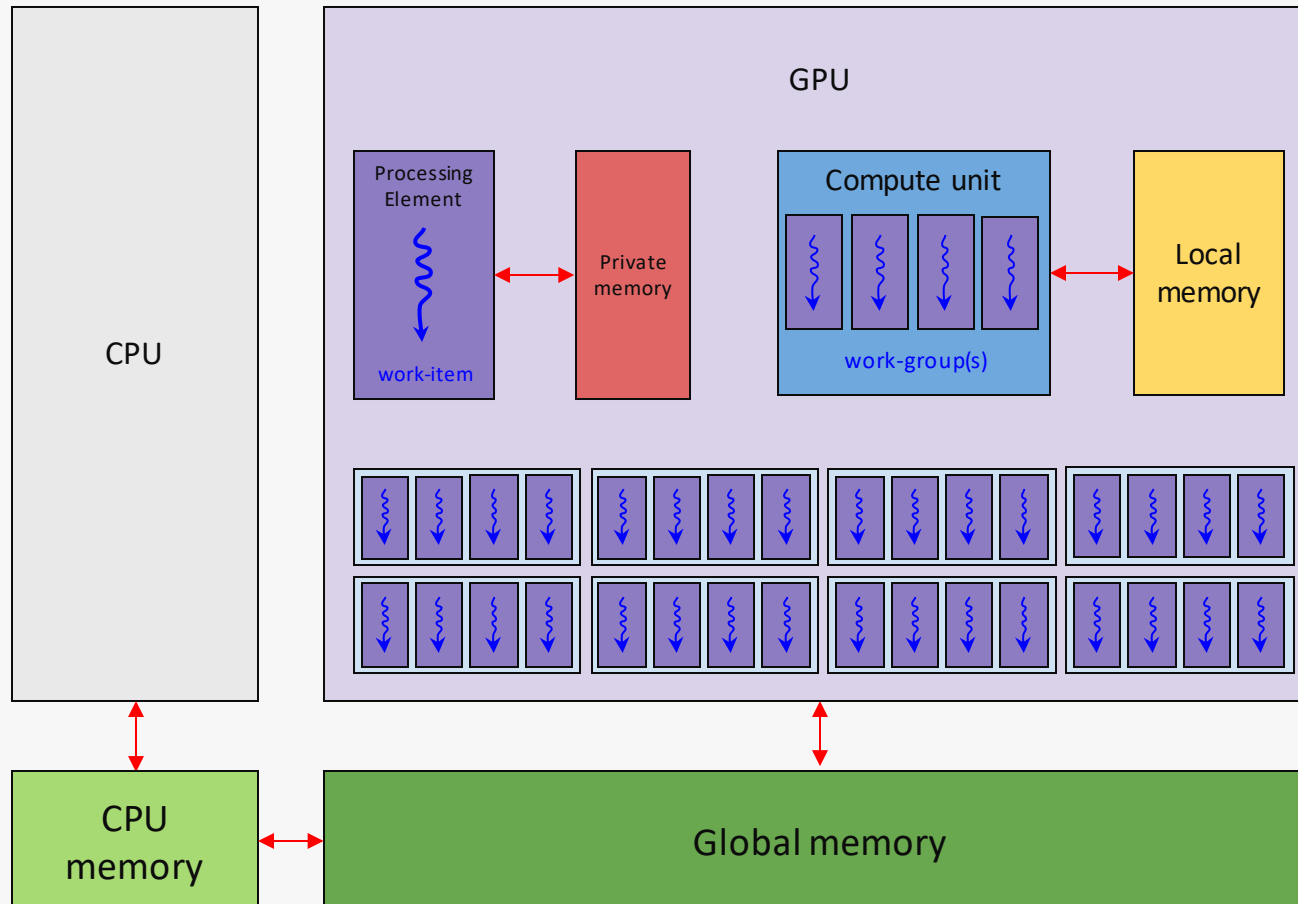 GPU
Processing
Element
work-item
Private
memory
Compute unit
work-group(s)
Local
memory
CPU
CPU
memory
Global memory